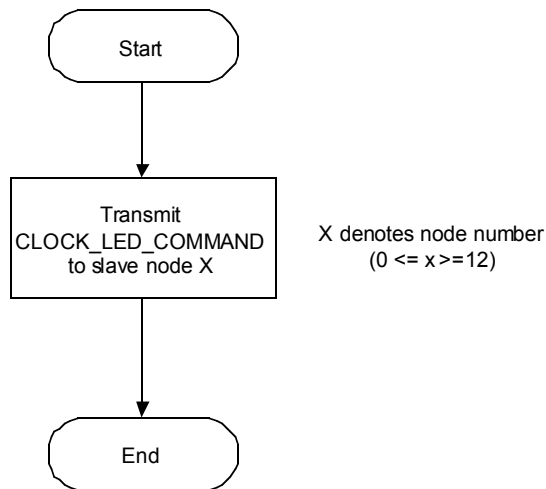 Start
Transmit
CLOCK_LED_COMMAND
to slave node X
X denotes node number
(0 <= x >=12)
End